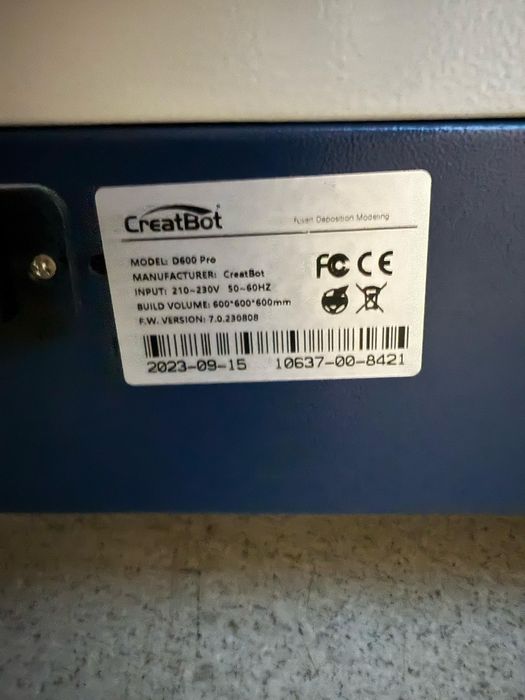 CreatBot
Fused Deposition Modeling
MODEL: D600 Pro
MANUFACTURER: CreatBot
INPUT: 210~230V 50~60HZ
BUILD VOLUME: 600*600*600mm
F.W. VERSION: 7.0.230808
FC CE
2023-09-15 10637-00-8421